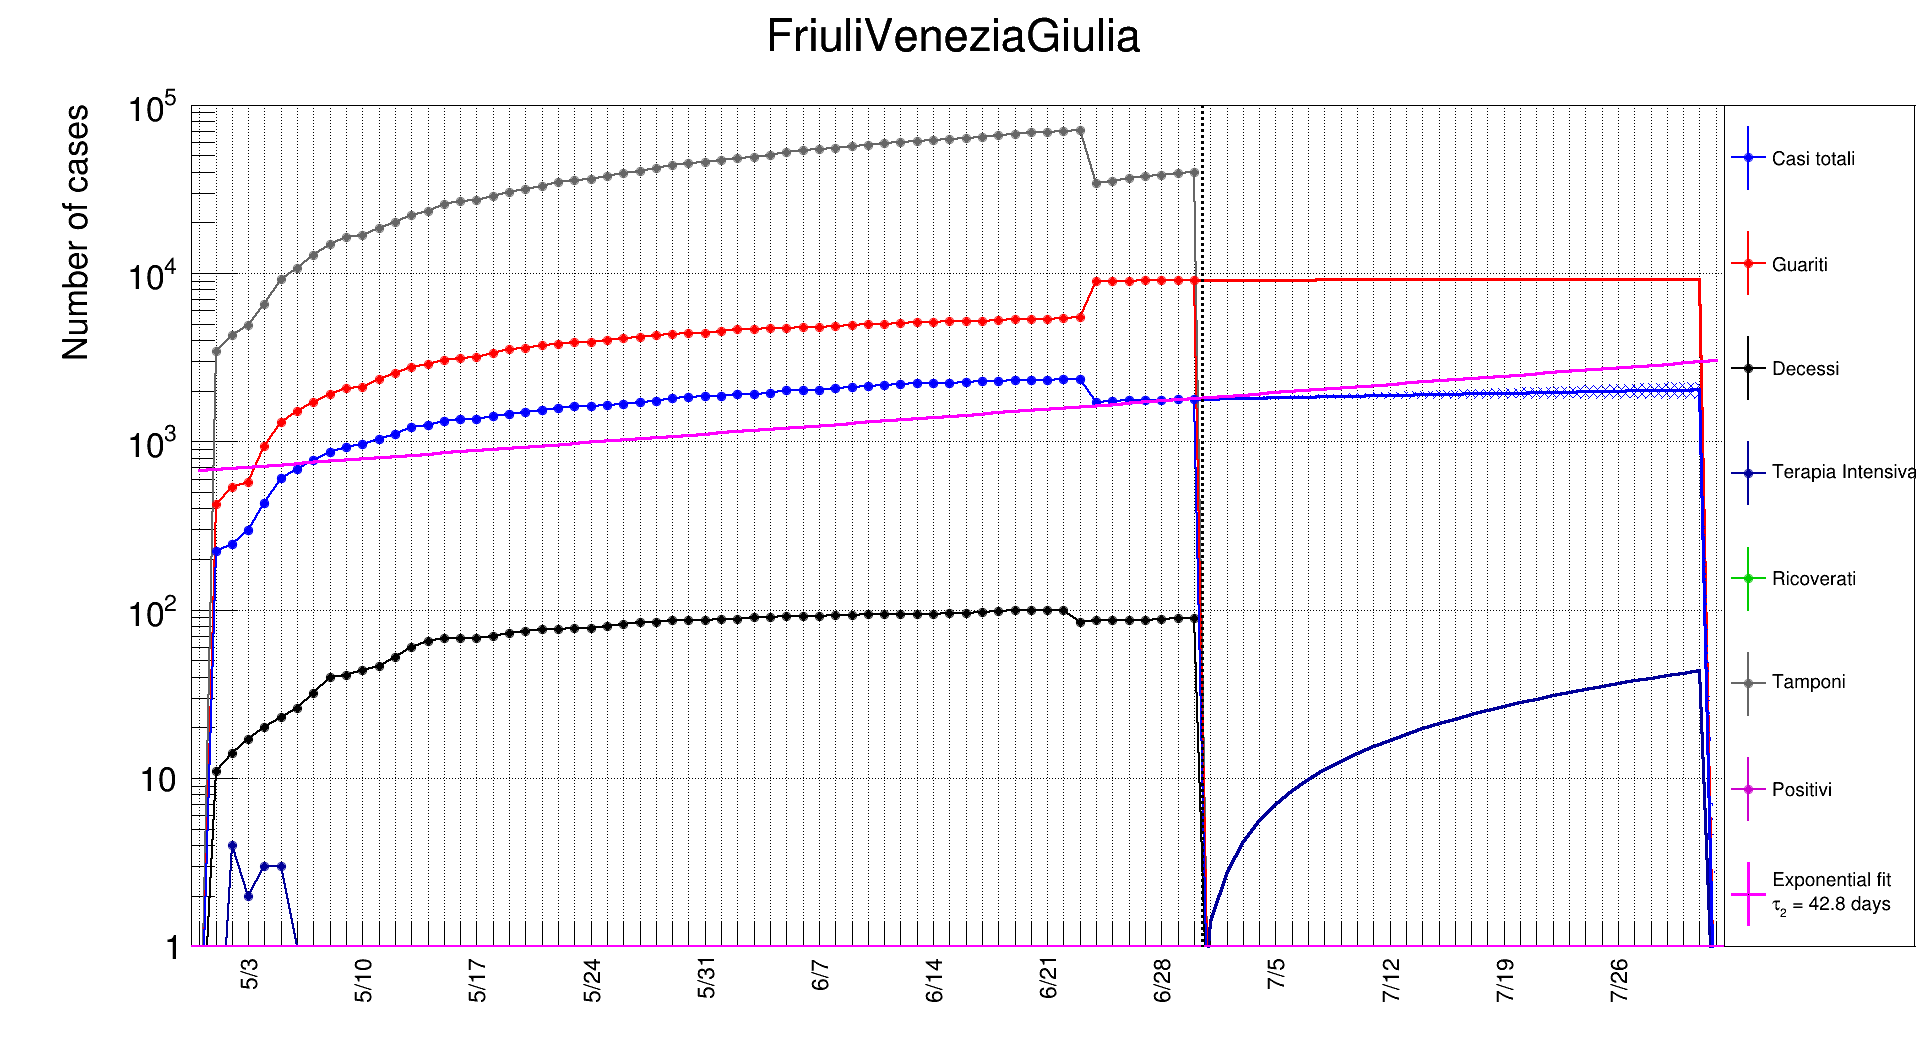 FriuliVeneziaGiulia
Number of cases
10^5
10^4
10^3
10^2
10
1
5/3
5/10
5/17
5/24
5/31
6/7
6/14
6/21
6/28
7/5
7/12
7/19
7/26
Casi totali
Guariti
Decessi
Terapia Intensiva
Ricoverati
Tamponi
Positivi
Exponential fit
τ_2 = 42.8 days